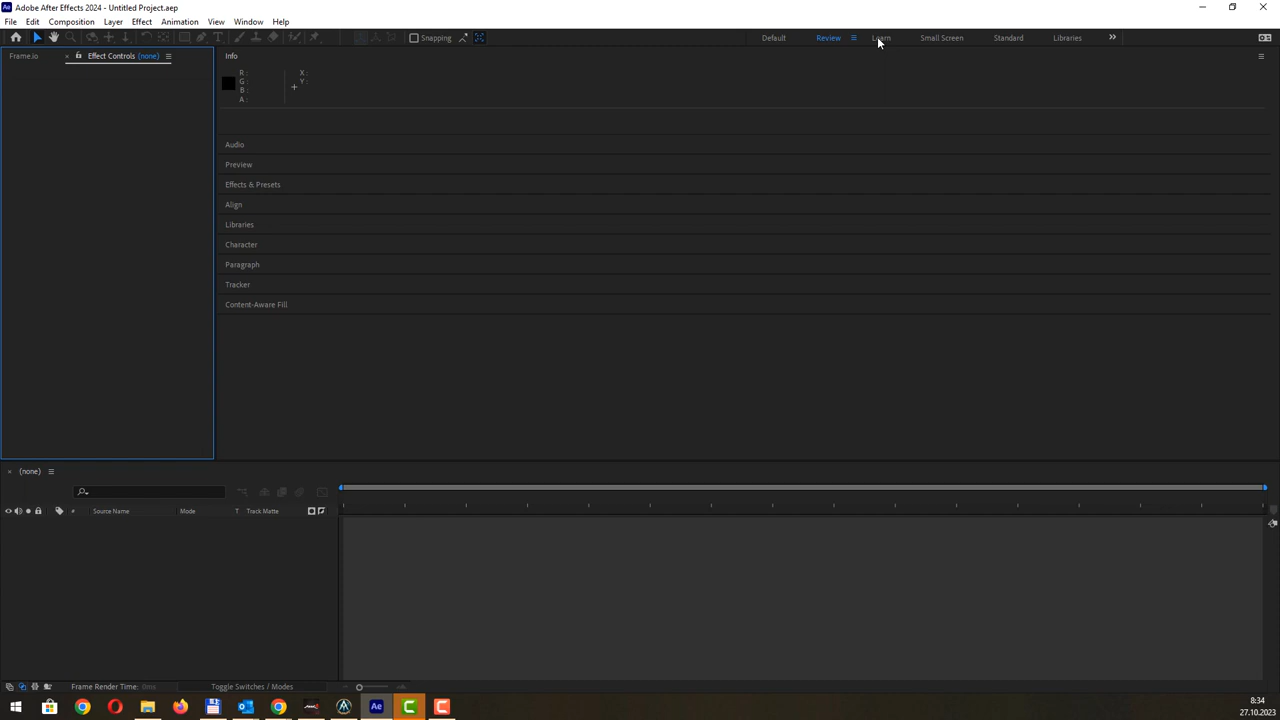 Adobe After Effects 2024 - Untitled Project.aep
File Edit Composition Layer Effect Animation View Window Help
Snapping Default Review Learn Small Screen Standard Libraries
Frame.io Effect Controls (none) Info
R: X:
G: Y:
B:
A:
Audio
Preview
Effects & Presets
Align
Libraries
Character
Paragraph
Tracker
Content-Aware Fill
(none)
# Source Name Mode T Track Matte
Frame Render Time: 0ms Toggle Switches / Modes
8:34
27.10.2023